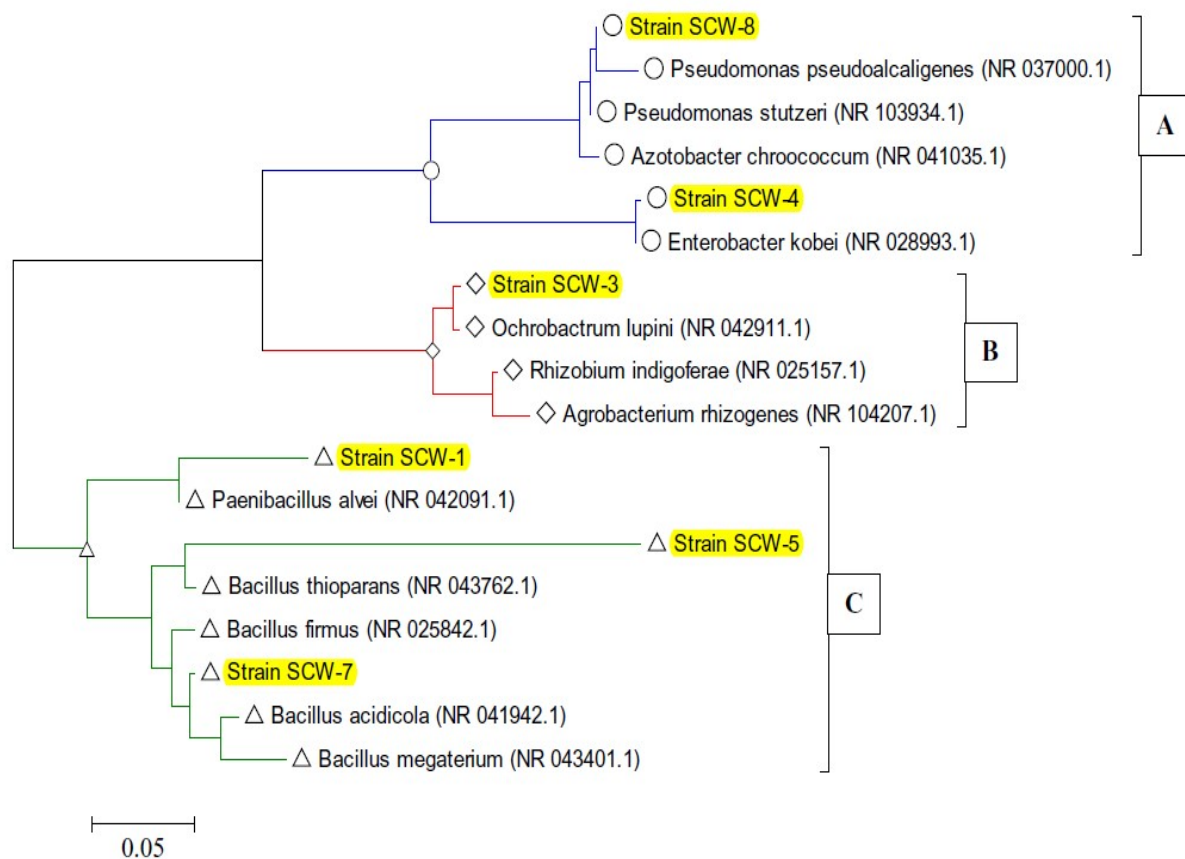 Strain SCW-8
Pseudomonas pseudoalcaligenes (NR 037000.1)
Pseudomonas stutzeri (NR 103934.1)
A
Azotobacter chroococcum (NR 041035.1)
Strain SCW-4
Enterobacter kobei (NR 028993.1)
Strain SCW-3
Ochrobactrum lupini (NR 042911.1)
B
Rhizobium indigoferae (NR 025157.1)
Agrobacterium rhizogenes (NR 104207.1)
Strain SCW-1
Paenibacillus alvei (NR 042091.1)
Strain SCW-5
Bacillus thioparans (NR 043762.1)
C
Bacillus firmus (NR 025842.1)
Strain SCW-7
Bacillus acidicola (NR 041942.1)
Bacillus megaterium (NR 043401.1)
0.05